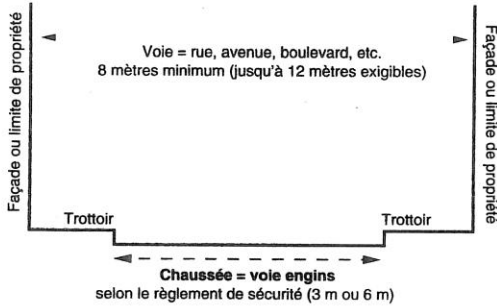 Façade ou limite de propriété
Voie = rue, avenue, boulevard, etc.
8 mètres minimum (jusqu'à 12 mètres exigibles)
Façade ou limite de propriété
Trottoir
Trottoir
Chaussée = voie engins
selon le règlement de sécurité (3 m ou 6 m)